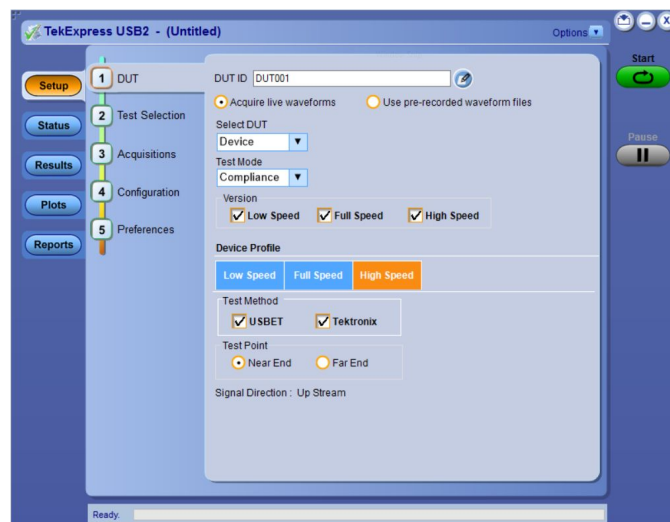 TekExpress USB2 - (Untitled)
Options
Start
Pause
Setup
Status
Results
Plots
Reports
1 DUT
2 Test Selection
3 Acquisitions
4 Configuration
5 Preferences
DUT ID DUT001
Acquire live waveforms Use pre-recorded waveform files
Select DUT
Device
Test Mode
Compliance
Version
Low Speed Full Speed High Speed
Device Profile
Low Speed Full Speed High Speed
Test Method
USBET Tektronix
Test Point
Near End Far End
Signal Direction : Up Stream
Ready.